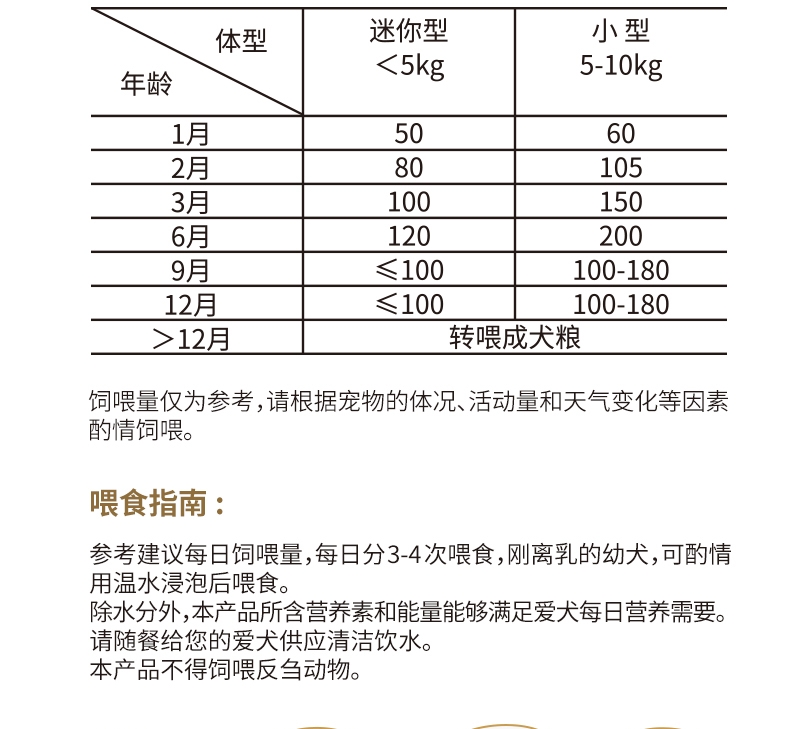 体型 迷你型 小 型
年龄 ＜5kg 5-10kg
1月 50 60
2月 80 105
3月 100 150
6月 120 200
9月 ≤100 100-180
12月 ≤100 100-180
＞12月 转喂成犬粮
饲喂量仅为参考，请根据宠物的体况、活动量和天气变化等因素
酌情饲喂。
喂食指南：
参考建议每日饲喂量，每日分3-4次喂食，刚离乳的幼犬，可酌情
用温水浸泡后喂食。
除水分外，本产品所含营养素和能量能够满足爱犬每日营养需要。
请随餐给您的爱犬供应清洁饮水。
本产品不得饲喂反刍动物。